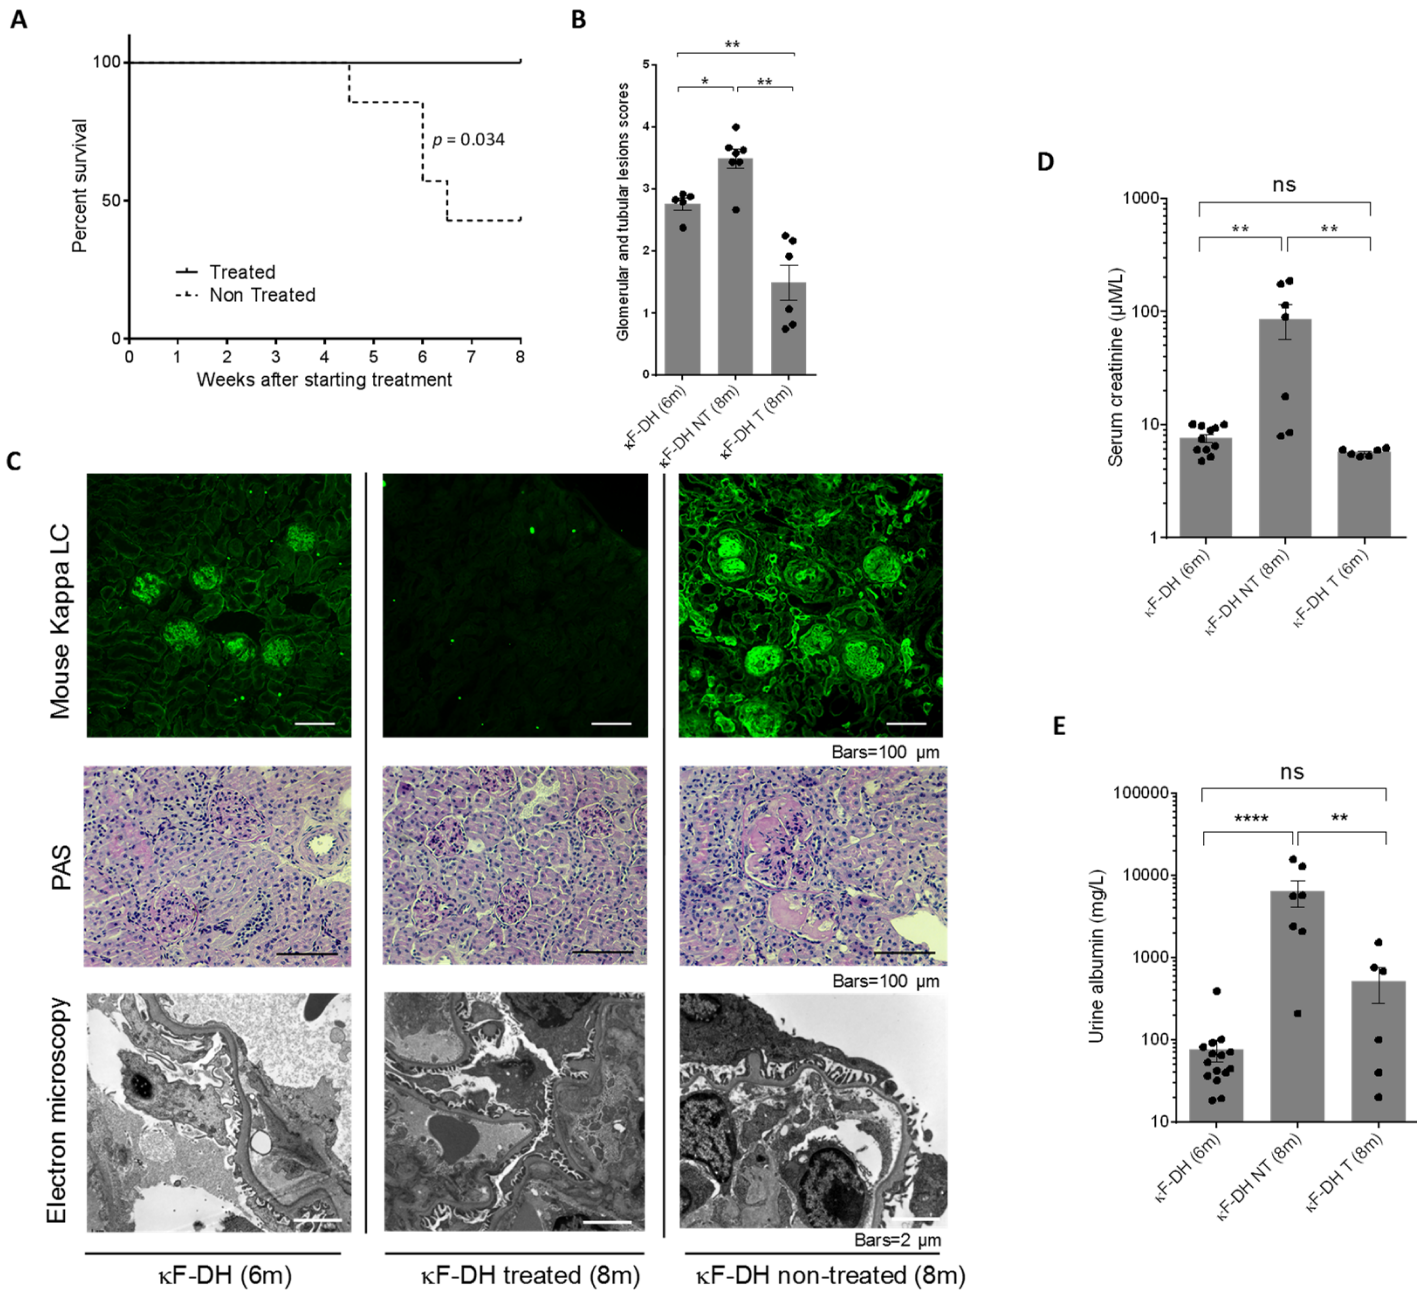 A
100
50
0
Percent survival
p = 0.034
Treated
Non Treated
0 1 2 3 4 5 6 7 8
Weeks after starting treatment
B
**
* **
5
4
3
2
1
0
Glomerular and tubular lesions scores
κF-DH (6m)
κF-DH NT (8m)
κF-DH T (8m)
C
Mouse Kappa LC
Bars=100 µm
PAS
Bars=100 µm
Electron microscopy
Bars=2 µm
κF-DH (6m)
κF-DH treated (8m)
κF-DH non-treated (8m)
D
ns
** **
1000
100
10
1
Serum creatinine (µM/L)
κF-DH (6m)
κF-DH NT (8m)
κF-DH T (6m)
E
ns
**** **
100000
10000
1000
100
10
Urine albumin (mg/L)
κF-DH (6m)
κF-DH NT (8m)
κF-DH T (8m)